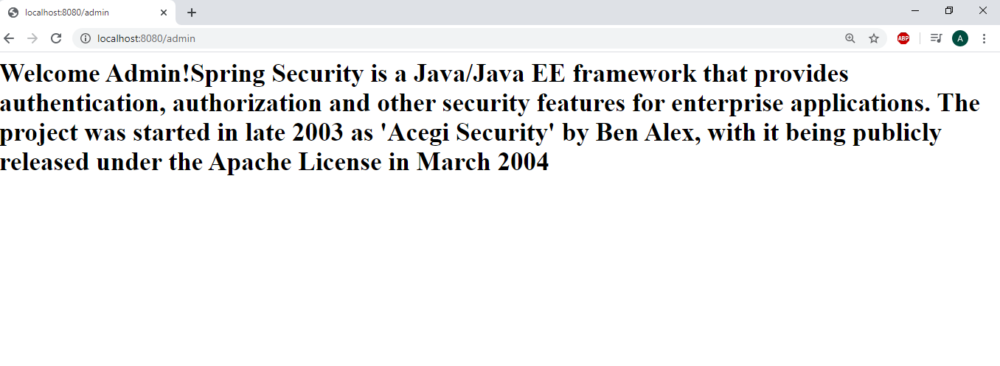 localhost:8080/admin
localhost:8080/admin
ABP
A
Welcome Admin!Spring Security is a Java/Java EE framework that provides
authentication, authorization and other security features for enterprise applications. The
project was started in late 2003 as 'Acegi Security' by Ben Alex, with it being publicly
released under the Apache License in March 2004